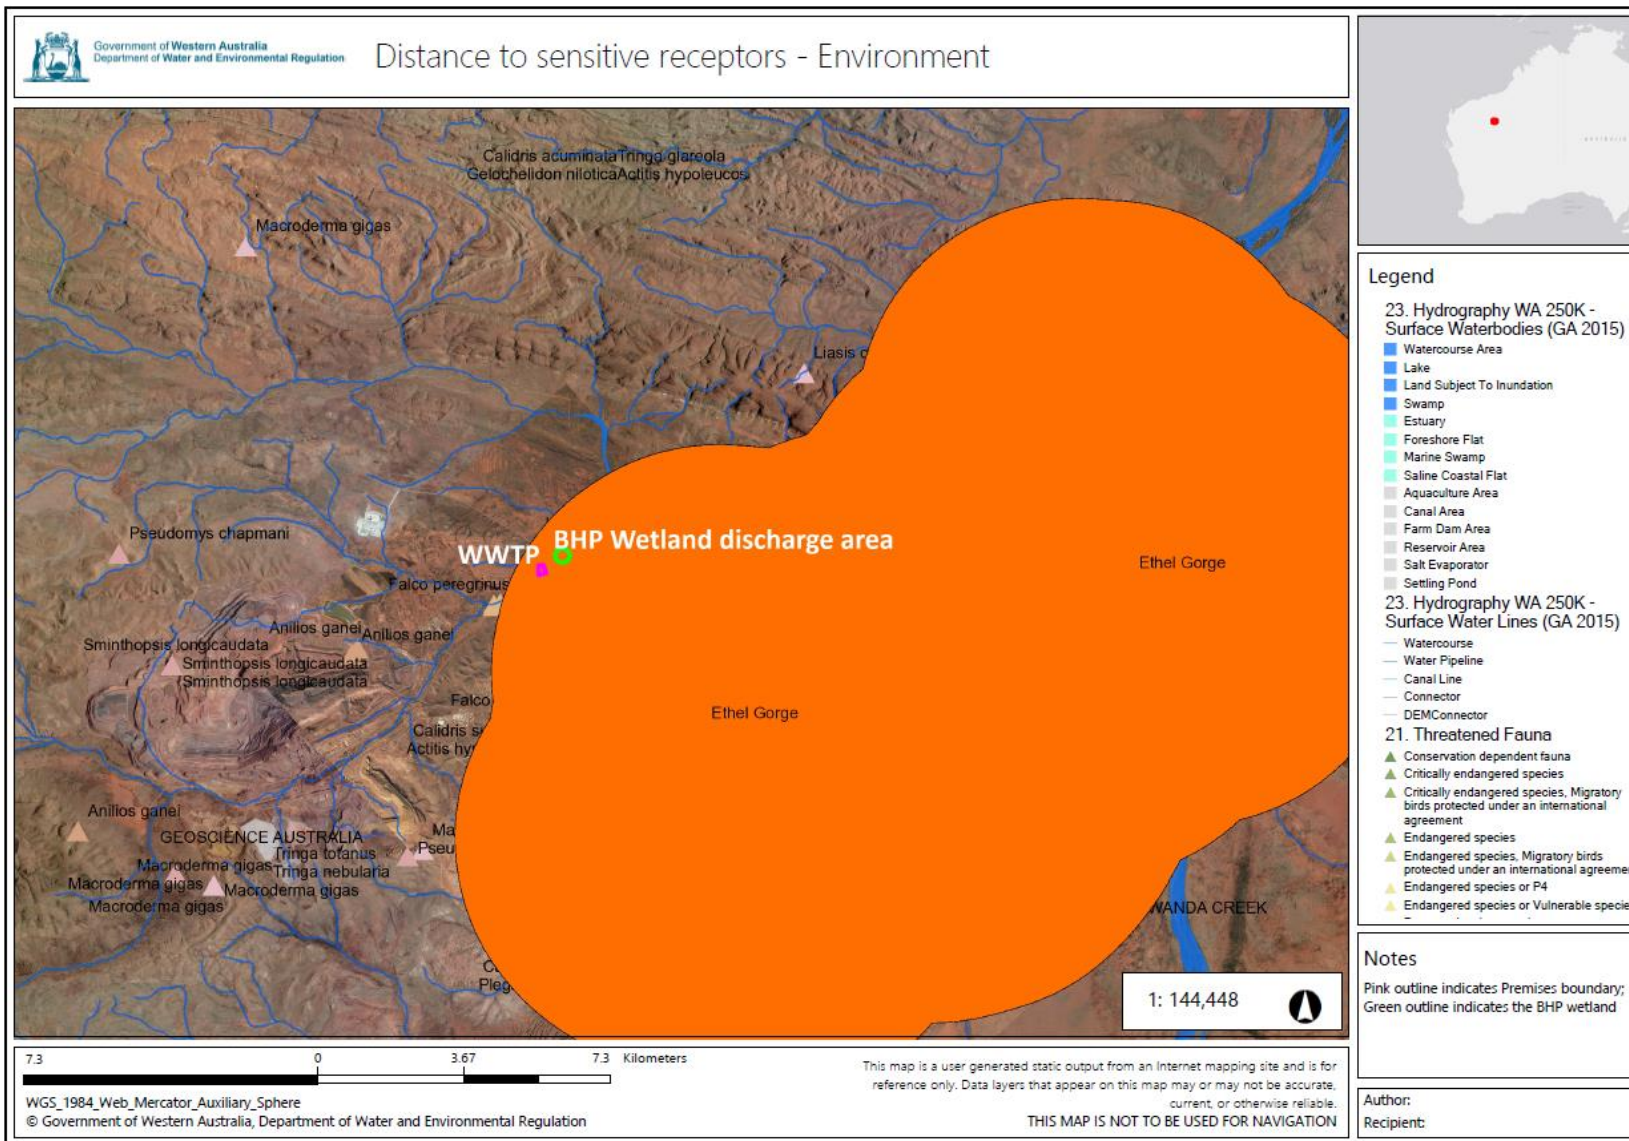 Government of Western Australia
Department of Water and Environmental Regulation
Distance to sensitive receptors - Environment
Calidris acuminata Tringa glareola
Gelochelidon nilotica Actitis hypoleucos
Macroderma gigas
Liasis
Pseudomys chapmani
BHP Wetland discharge area
WWTP
Ethel Gorge
Falco peregrinus
Anilios ganei Anilios ganei
Sminthopsis longicaudata
Sminthopsis longicaudata
Sminthopsis longicaudata
Falco
Ethel Gorge
Calidris
Actitis
Anilios ganei
GEOSCIENCE AUSTRALIA
Ma
Pseu
Tringa totanus
Macroderma gigas Tringa nebularia
Macroderma gigas Macroderma gigas
Macroderma gigas
WANDA CREEK
Pleg
1: 144,448
Legend
23. Hydrography WA 250K -
Surface Waterbodies (GA 2015)
Watercourse Area
Lake
Land Subject To Inundation
Swamp
Estuary
Foreshore Flat
Marine Swamp
Saline Coastal Flat
Aquaculture Area
Canal Area
Farm Dam Area
Reservoir Area
Salt Evaporator
Settling Pond
23. Hydrography WA 250K -
Surface Water Lines (GA 2015)
Watercourse
Water Pipeline
Canal Line
Connector
DEMConnector
21. Threatened Fauna
Conservation dependent fauna
Critically endangered species
Critically endangered species, Migratory
birds protected under an international
agreement
Endangered species
Endangered species, Migratory birds
protected under an international agreeme
Endangered species or P4
Endangered species or Vulnerable specie
Notes
Pink outline indicates Premises boundary;
Green outline indicates the BHP wetland
Author:
Recipient:
7.3 0 3.67 7.3 Kilometers
WGS_1984_Web_Mercator_Auxiliary_Sphere
© Government of Western Australia, Department of Water and Environmental Regulation
This map is a user generated static output from an Internet mapping site and is for
reference only. Data layers that appear on this map may or may not be accurate,
current, or otherwise reliable.
THIS MAP IS NOT TO BE USED FOR NAVIGATION